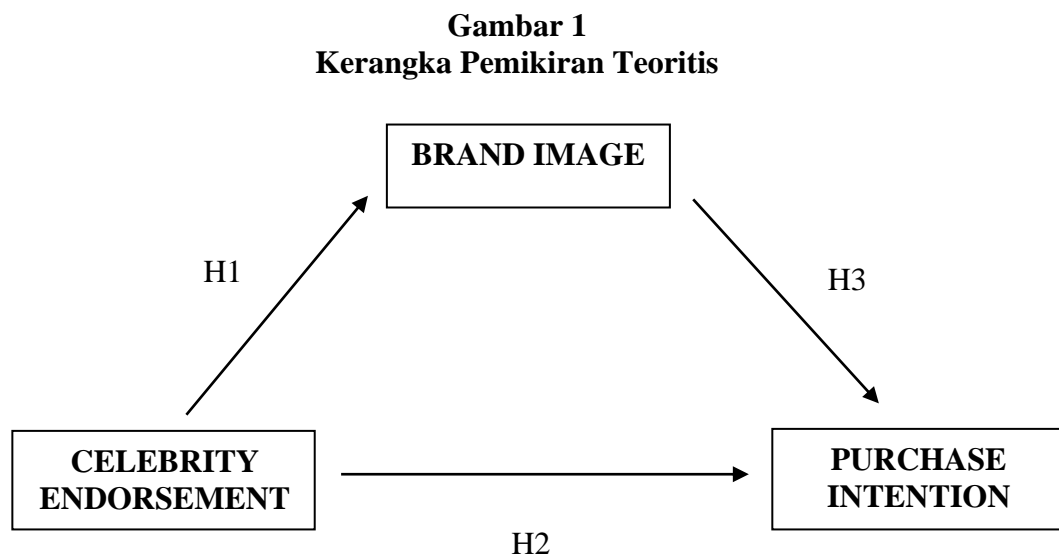 Gambar 1
Kerangka Pemikiran Teoritis
BRAND IMAGE
H1
H3
CELEBRITY
ENDORSEMENT
PURCHASE
INTENTION
H2